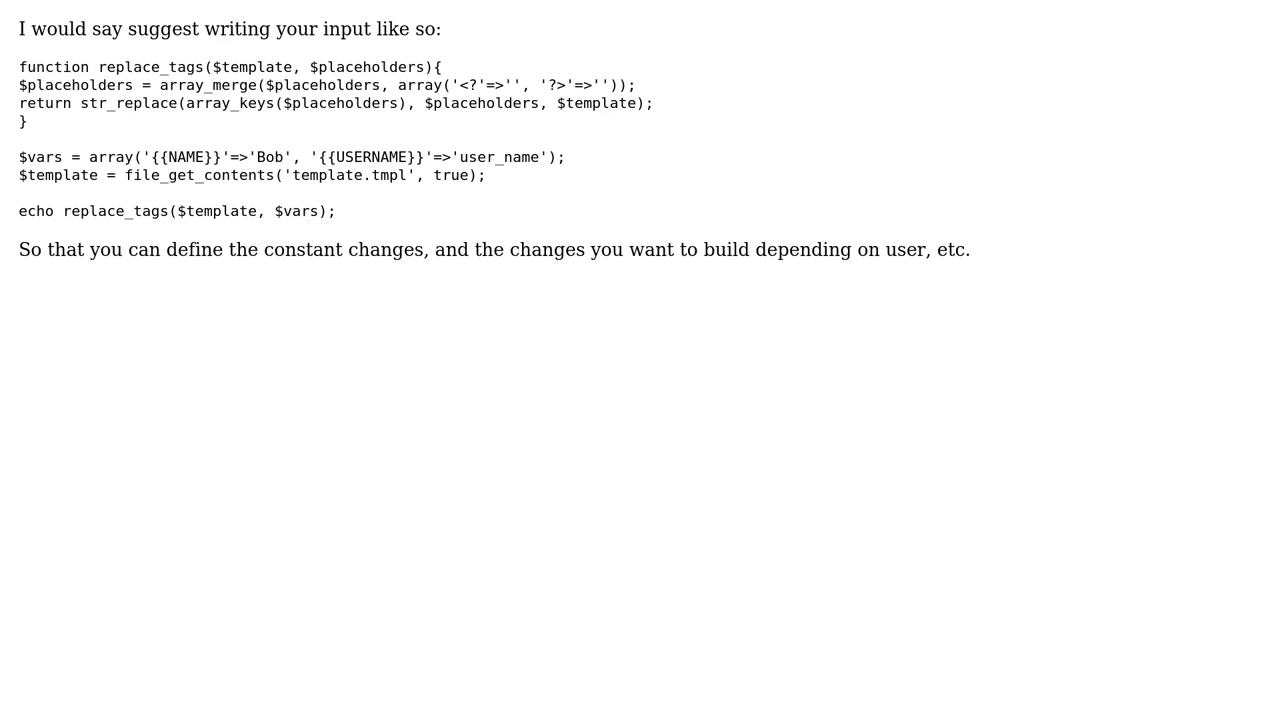 I would say suggest writing your input like so:
function replace_tags($template, $placeholders){
$placeholders = array_merge($placeholders, array('<?'=>'', '?>'=>''));
return str_replace(array_keys($placeholders), $placeholders, $template);
}
$vars = array('{{NAME}}'=>'Bob', '{{USERNAME}}'=>'user_name');
$template = file_get_contents('template.tmpl', true);
echo replace_tags($template, $vars);
So that you can define the constant changes, and the changes you want to build depending on user, etc.